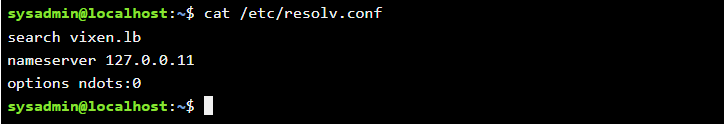 sysadmin@localhost:~$ cat /etc/resolv.conf
search vixen.lb
nameserver 127.0.0.11
options ndots:0
sysadmin@localhost:~$